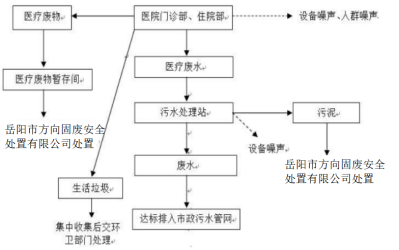 医疗废物
医院门诊部、住院部
设备噪声、人群噪声
医疗废物暂存间
医疗废水
污水处理站
污泥
岳阳市方向固废安全
处置有限公司处置
设备噪声
岳阳市方向固废安全
处置有限公司处置
废水
生活垃圾
达标排入市政污水管网
集中收集后交环
卫部门处理